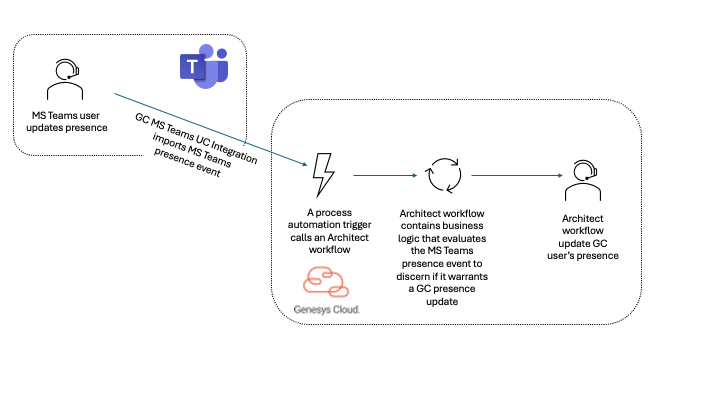 T
MS Teams user
updates presence
GC MS Teams UC Integration
imports MS Teams
presence event
A process
automation trigger
calls an Architect
workflow
Genesys Cloud.
Architect workflow
contains business
logic that evaluates
the MS Teams
presence event to
discern if it warrants
a GC presence
update
Architect
workflow
update GC
user's presence